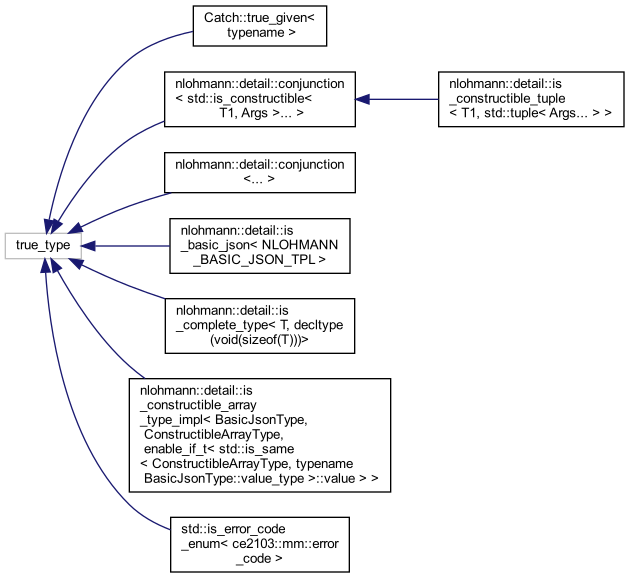 Catch::true_given<
typename >
nlohmann::detail::conjunction
< std::is_constructible<
T1, Args >... >
nlohmann::detail::is
_constructible_tuple
< T1, std::tuple< Args... > >
nlohmann::detail::conjunction
<... >
true_type
nlohmann::detail::is
_basic_json< NLOHMANN
_BASIC_JSON_TPL >
nlohmann::detail::is
_complete_type< T, decltype
(void(sizeof(T)))>
nlohmann::detail::is
_constructible_array
_type_impl< BasicJsonType,
ConstructibleArrayType,
enable_if_t< std::is_same
< ConstructibleArrayType, typename
BasicJsonType::value_type >::value > >
std::is_error_code
_enum< ce2103::mm::error
_code >